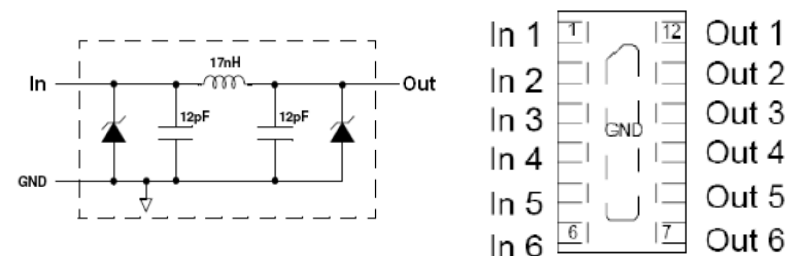 17nH
In
Out
12pF
12pF
GND
In 1
1
12
Out 1
In 2
Out 2
In 3
GND
Out 3
In 4
Out 4
In 5
Out 5
In 6
6
7
Out 6